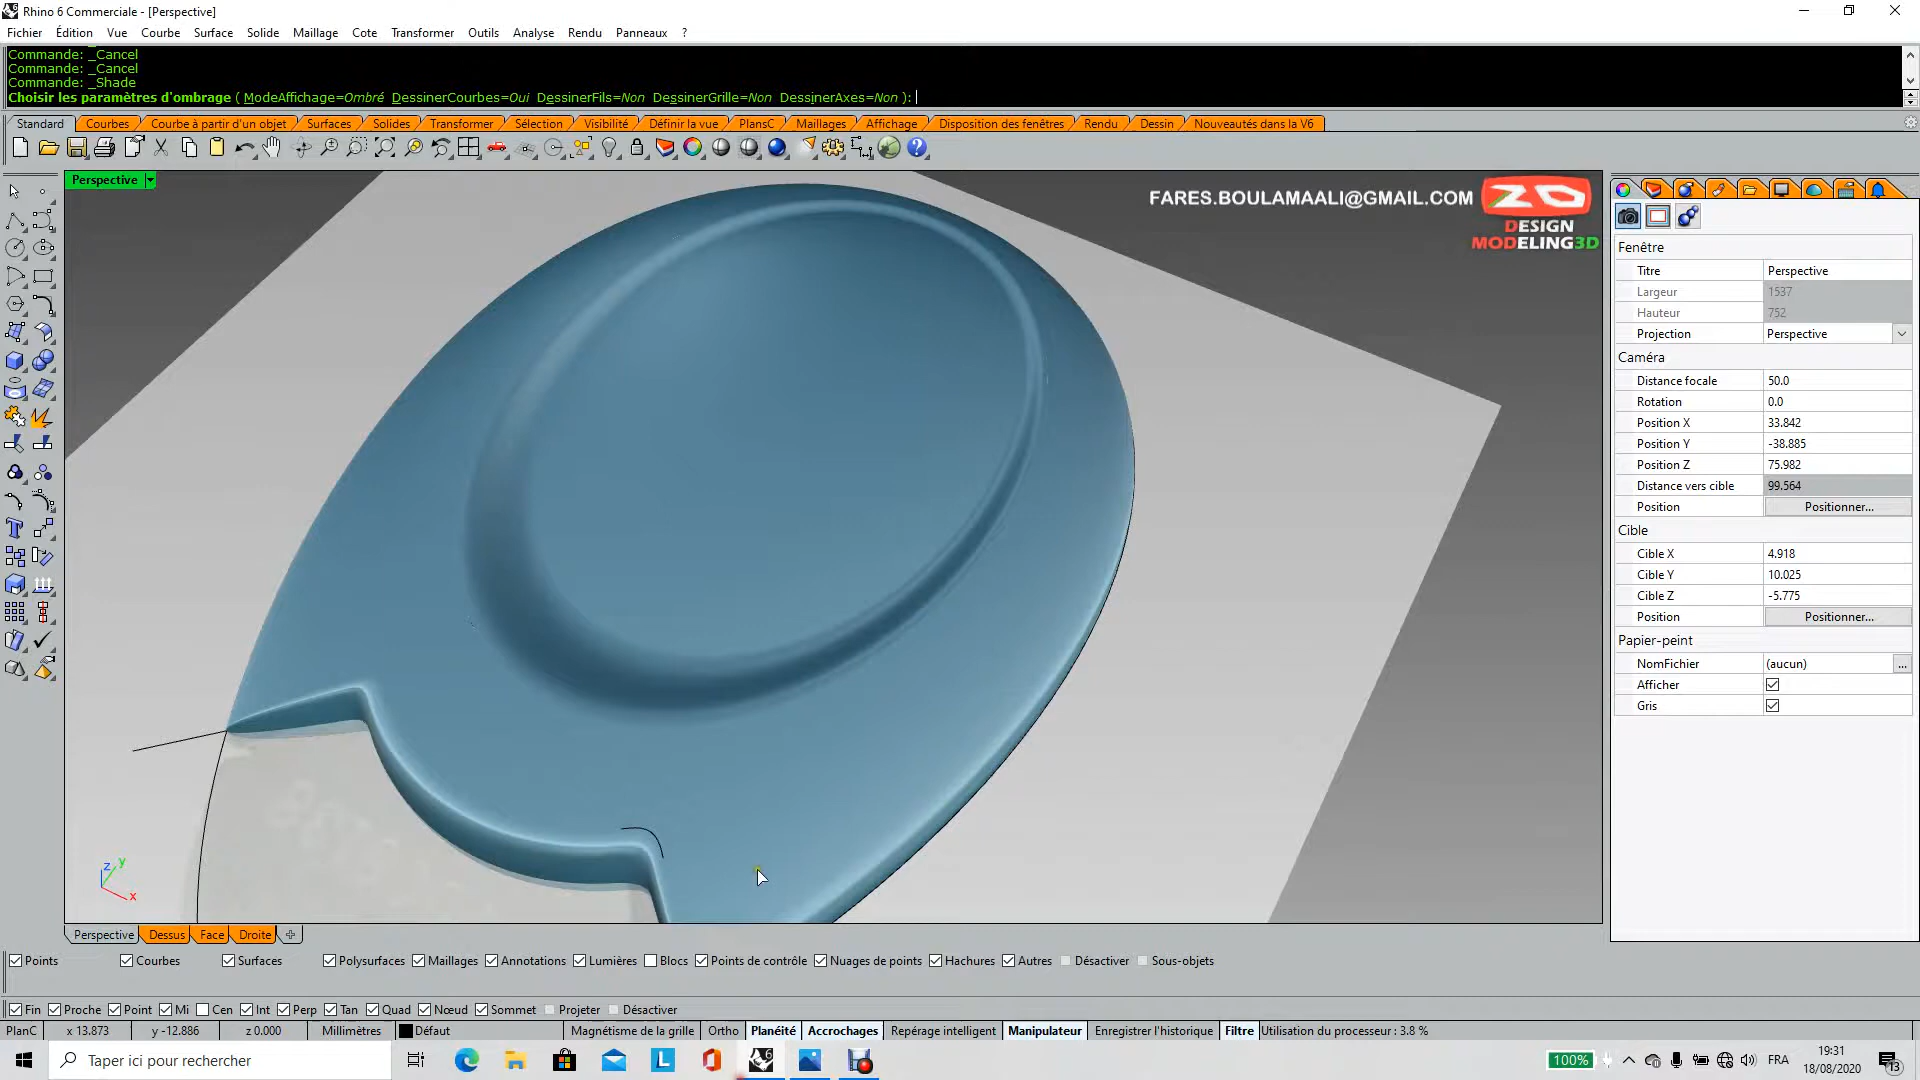 Rhino 6 Commerciale - [Perspective]
Fichier Édition Vue Courbe Surface Solide Maillage Cote Transformer Outils Analyse Rendu Panneaux ?
Commande: _Cancel
Commande: _Cancel
Commande: _Shade
Choisir les paramètres d'ombrage ( ModeAffichage=Ombré DessinerCourbes=Oui DessinerFils=Non DessinerGrille=Non DessinerAxes=Non ):
Standard Courbes Courbe à partir d'un objet Surfaces Solides Transformer Sélection Visibilité Définir la vue PlansC Maillages Affichage Disposition des fenêtres Rendu Dessin Nouveautés dans la V6
Perspective
FARES.BOULAMAALI@GMAIL.COM
DESIGN
MODELING3D
Fenêtre
Titre Perspective
Largeur 1537
Hauteur 752
Projection Perspective
Caméra
Distance focale 50.0
Rotation 0.0
Position X 33.842
Position Y -38.885
Position Z 75.982
Distance vers cible 99.564
Position Positionner...
Cible
Cible X 4.918
Cible Y 10.025
Cible Z -5.775
Position Positionner...
Papier-peint
NomFichier (aucun) ...
Afficher
Gris
z y
x
Perspective Dessus Face Droite
Points Courbes Surfaces Polysurfaces Maillages Annotations Lumières Blocs Points de contrôle Nuages de points Hachures Autres Désactiver Sous-objets
Fin Proche Point Mi Cen Int Perp Tan Quad Nœud Sommet Projeter Désactiver
PlanC x 13.873 y -12.886 z 0.000 Millimètres Défaut Magnétisme de la grille Ortho Planéité Accrochages Repérage intelligent Manipulateur Enregistrer l'historique Filtre Utilisation du processeur : 3.8 %
Taper ici pour rechercher
100% FRA
19:31
18/08/2020
13